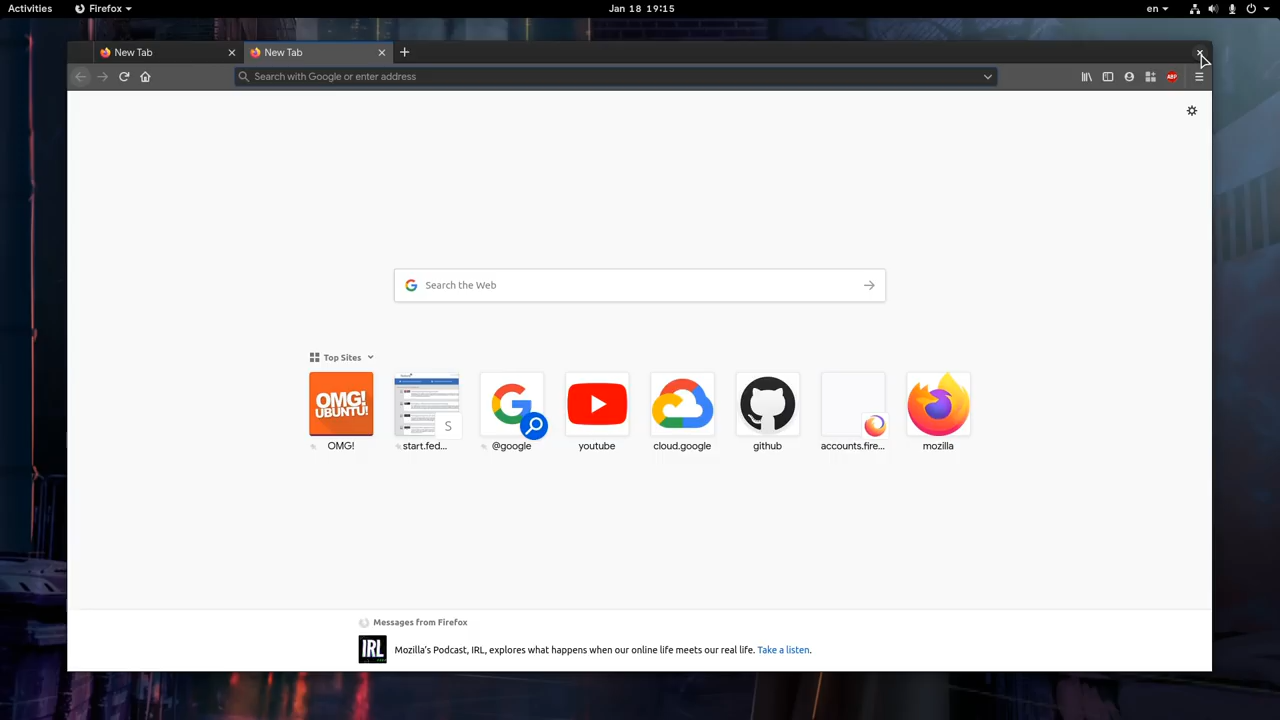 Activities Firefox Jan 18 19:15 en
New Tab New Tab
Search with Google or enter address ABP
Search the Web
Top Sites
OMG! UBUNTU! S
OMG! start.fed... @google youtube cloud.google github accounts.fire... mozilla
Messages from Firefox
IRL Mozilla's Podcast, IRL, explores what happens when our online life meets our real life. Take a listen.